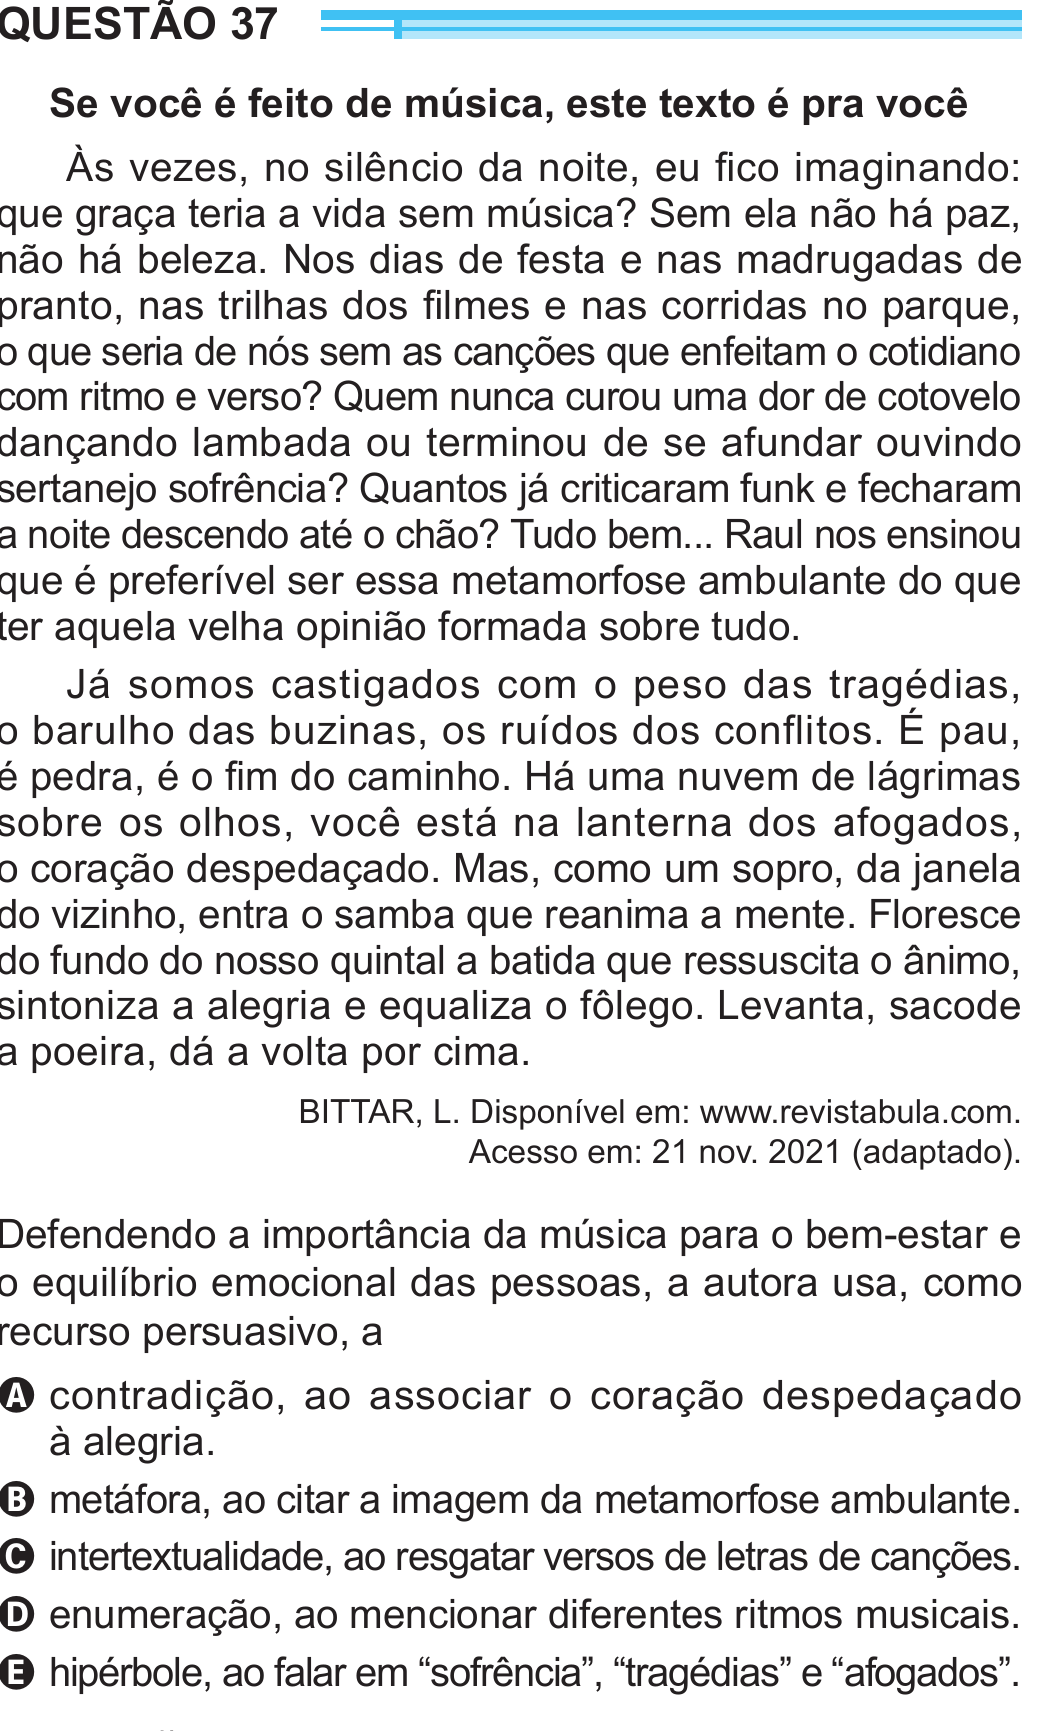 QUESTÃO 37
Se você é feito de música, este texto é pra você
Às vezes, no silêncio da noite, eu fico imaginando:
que graça teria a vida sem música? Sem ela não há paz,
não há beleza. Nos dias de festa e nas madrugadas de
pranto, nas trilhas dos filmes e nas corridas no parque,
o que seria de nós sem as canções que enfeitam o cotidiano
com ritmo e verso? Quem nunca curou uma dor de cotovelo
dançando lambada ou terminou de se afundar ouvindo
sertanejo sofrência? Quantos já criticaram funk e fecharam
a noite descendo até o chão? Tudo bem... Raul nos ensinou
que é preferível ser essa metamorfose ambulante do que
ter aquela velha opinião formada sobre tudo.
Já somos castigados com o peso das tragédias,
o barulho das buzinas, os ruídos dos conflitos. É pau,
é pedra, é o fim do caminho. Há uma nuvem de lágrimas
sobre os olhos, você está na lanterna dos afogados,
o coração despedaçado. Mas, como um sopro, da janela
do vizinho, entra o samba que reanima a mente. Floresce
do fundo do nosso quintal a batida que ressuscita o ânimo,
sintoniza a alegria e equaliza o fôlego. Levanta, sacode
a poeira, dá a volta por cima.
BITTAR, L. Disponível em: www.revistabula.com.
Acesso em: 21 nov. 2021 (adaptado).
Defendendo a importância da música para o bem-estar e
o equilíbrio emocional das pessoas, a autora usa, como
recurso persuasivo, a
A contradição, ao associar o coração despedaçado
à alegria.
B metáfora, ao citar a imagem da metamorfose ambulante.
C intertextualidade, ao resgatar versos de letras de canções.
D enumeração, ao mencionar diferentes ritmos musicais.
E hipérbole, ao falar em “sofrência”, “tragédias” e “afogados”.